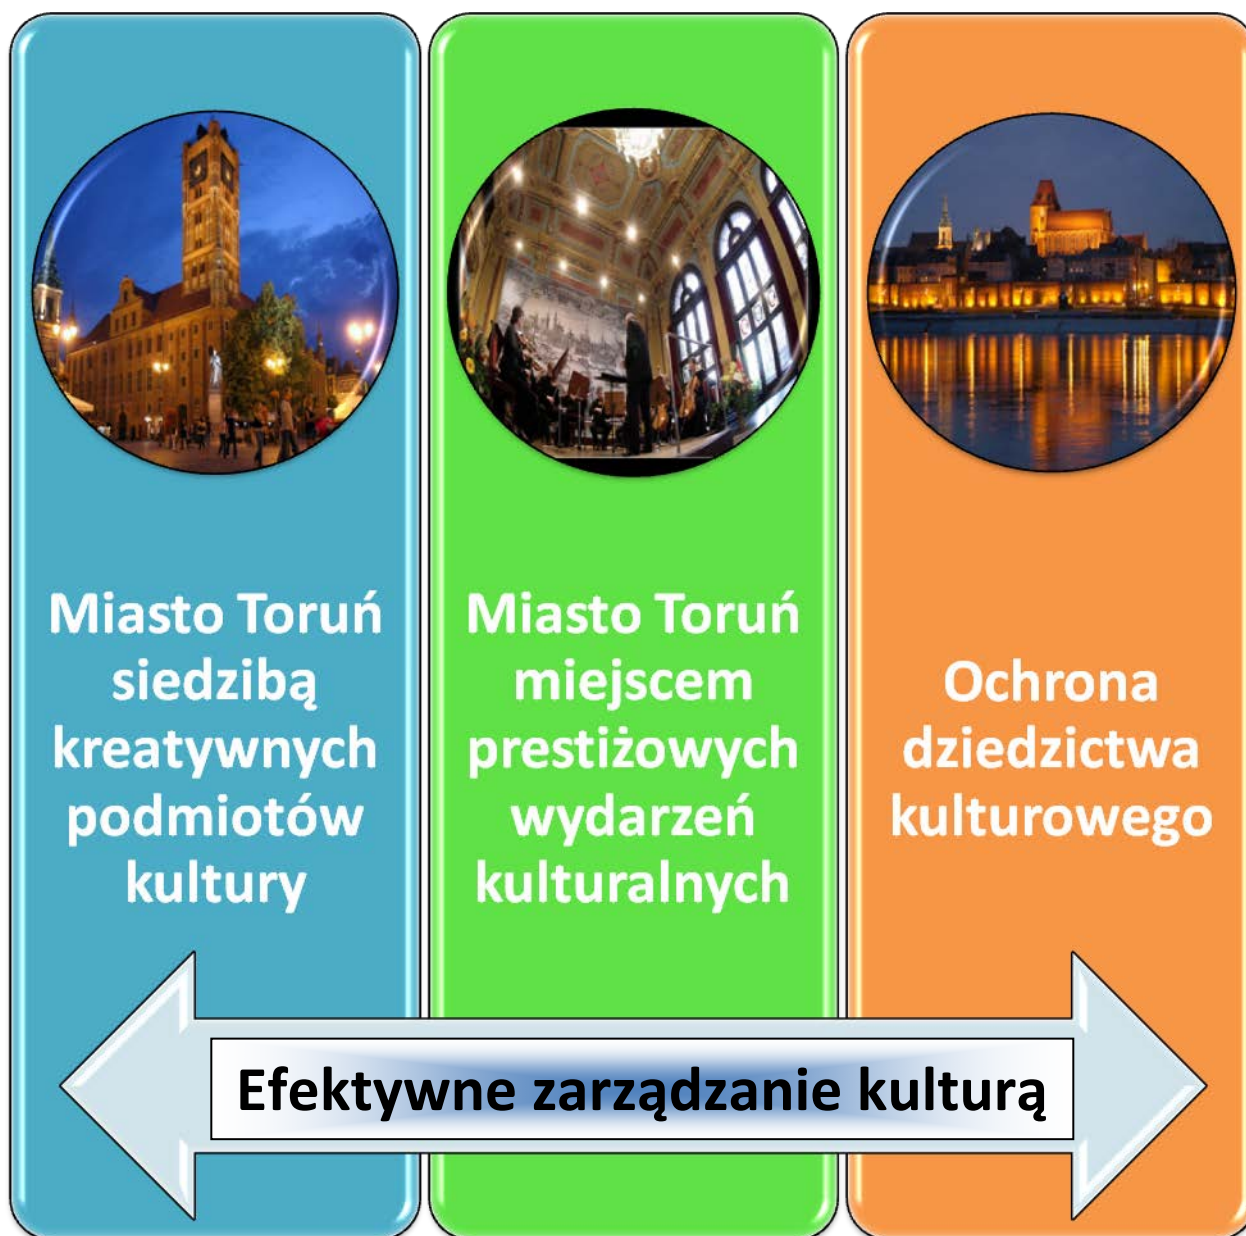 Miasto Toruń
siedzibą
kreatywnych
podmiotów
kultury
Miasto Toruń
miejscem
prestiżowych
wydarzeń
kulturalnych
Ochrona
dziedzictwa
kulturowego
Efektywne zarządzanie kulturą